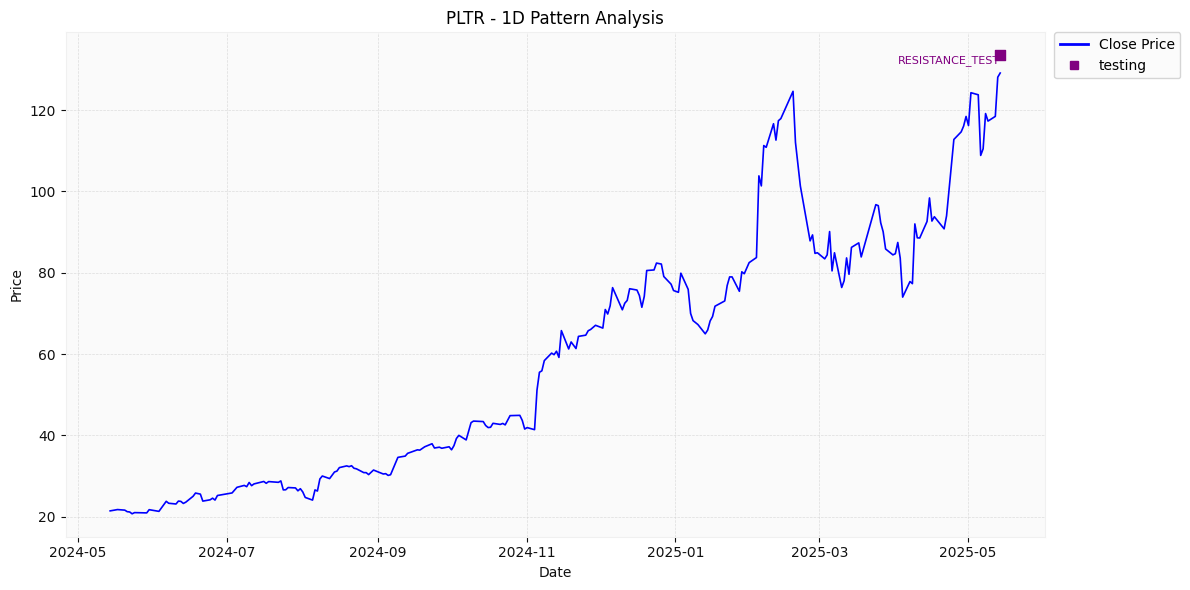 PLTR - 1D Pattern Analysis
Close Price
testing
RESISTANCE_TEST
Price
120
100
80
60
40
20
2024-05
2024-07
2024-09
2024-11
2025-01
2025-03
2025-05
Date